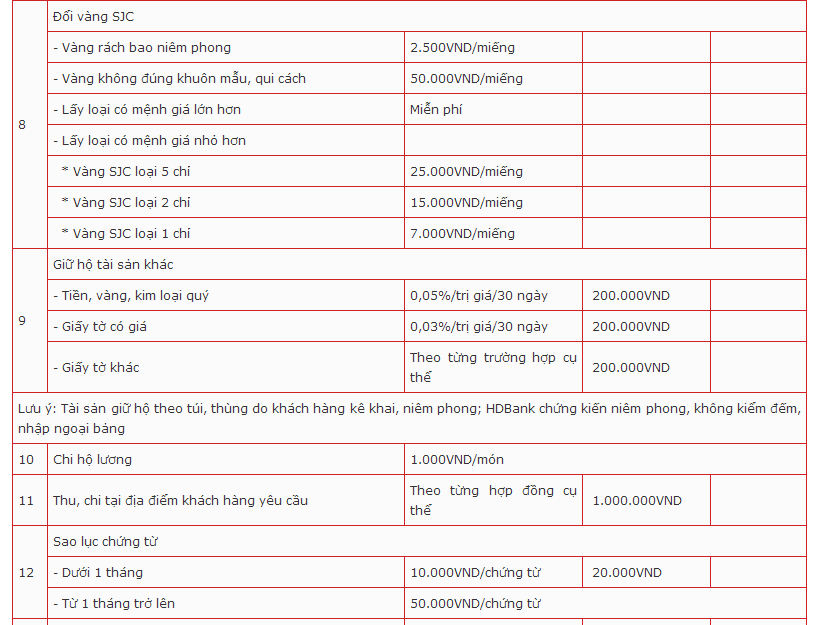 8
Đổi vàng SJC
- Vàng rách bao niêm phong 2.500VND/miếng
- Vàng không đúng khuôn mẫu, qui cách 50.000VND/miếng
- Lấy loại có mệnh giá lớn hơn Miễn phí
- Lấy loại có mệnh giá nhỏ hơn
* Vàng SJC loại 5 chỉ 25.000VND/miếng
* Vàng SJC loại 2 chỉ 15.000VND/miếng
* Vàng SJC loại 1 chỉ 7.000VND/miếng
9
Giữ hộ tài sản khác
- Tiền, vàng, kim loại quý 0,05%/trị giá/30 ngày 200.000VND
- Giấy tờ có giá 0,03%/trị giá/30 ngày 200.000VND
- Giấy tờ khác Theo từng trường hợp cụ 200.000VND
thể
Lưu ý: Tài sản giữ hộ theo túi, thùng do khách hàng kê khai, niêm phong; HDBank chứng kiến niêm phong, không kiểm đếm,
nhập ngoại bảng
10 Chi hộ lương 1.000VND/món
11 Thu, chi tại địa điểm khách hàng yêu cầu Theo từng hợp đồng cụ 1.000.000VND
thể
12
Sao lục chứng từ
- Dưới 1 tháng 10.000VND/chứng từ 20.000VND
- Từ 1 tháng trở lên 50.000VND/chứng từ